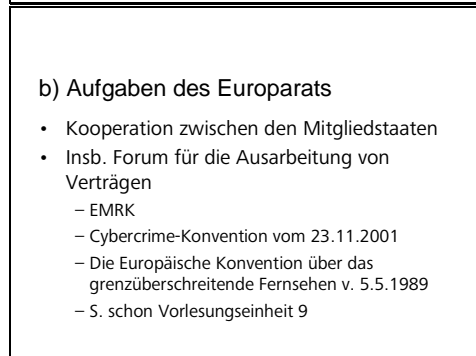 b) Aufgaben des Europarats
• Kooperation zwischen den Mitgliedstaaten
• Insb. Forum für die Ausarbeitung von
Verträgen
– EMRK
– Cybercrime-Konvention vom 23.11.2001
– Die Europäische Konvention über das
grenzüberschreitende Fernsehen v. 5.5.1989
– S. schon Vorlesungseinheit 9